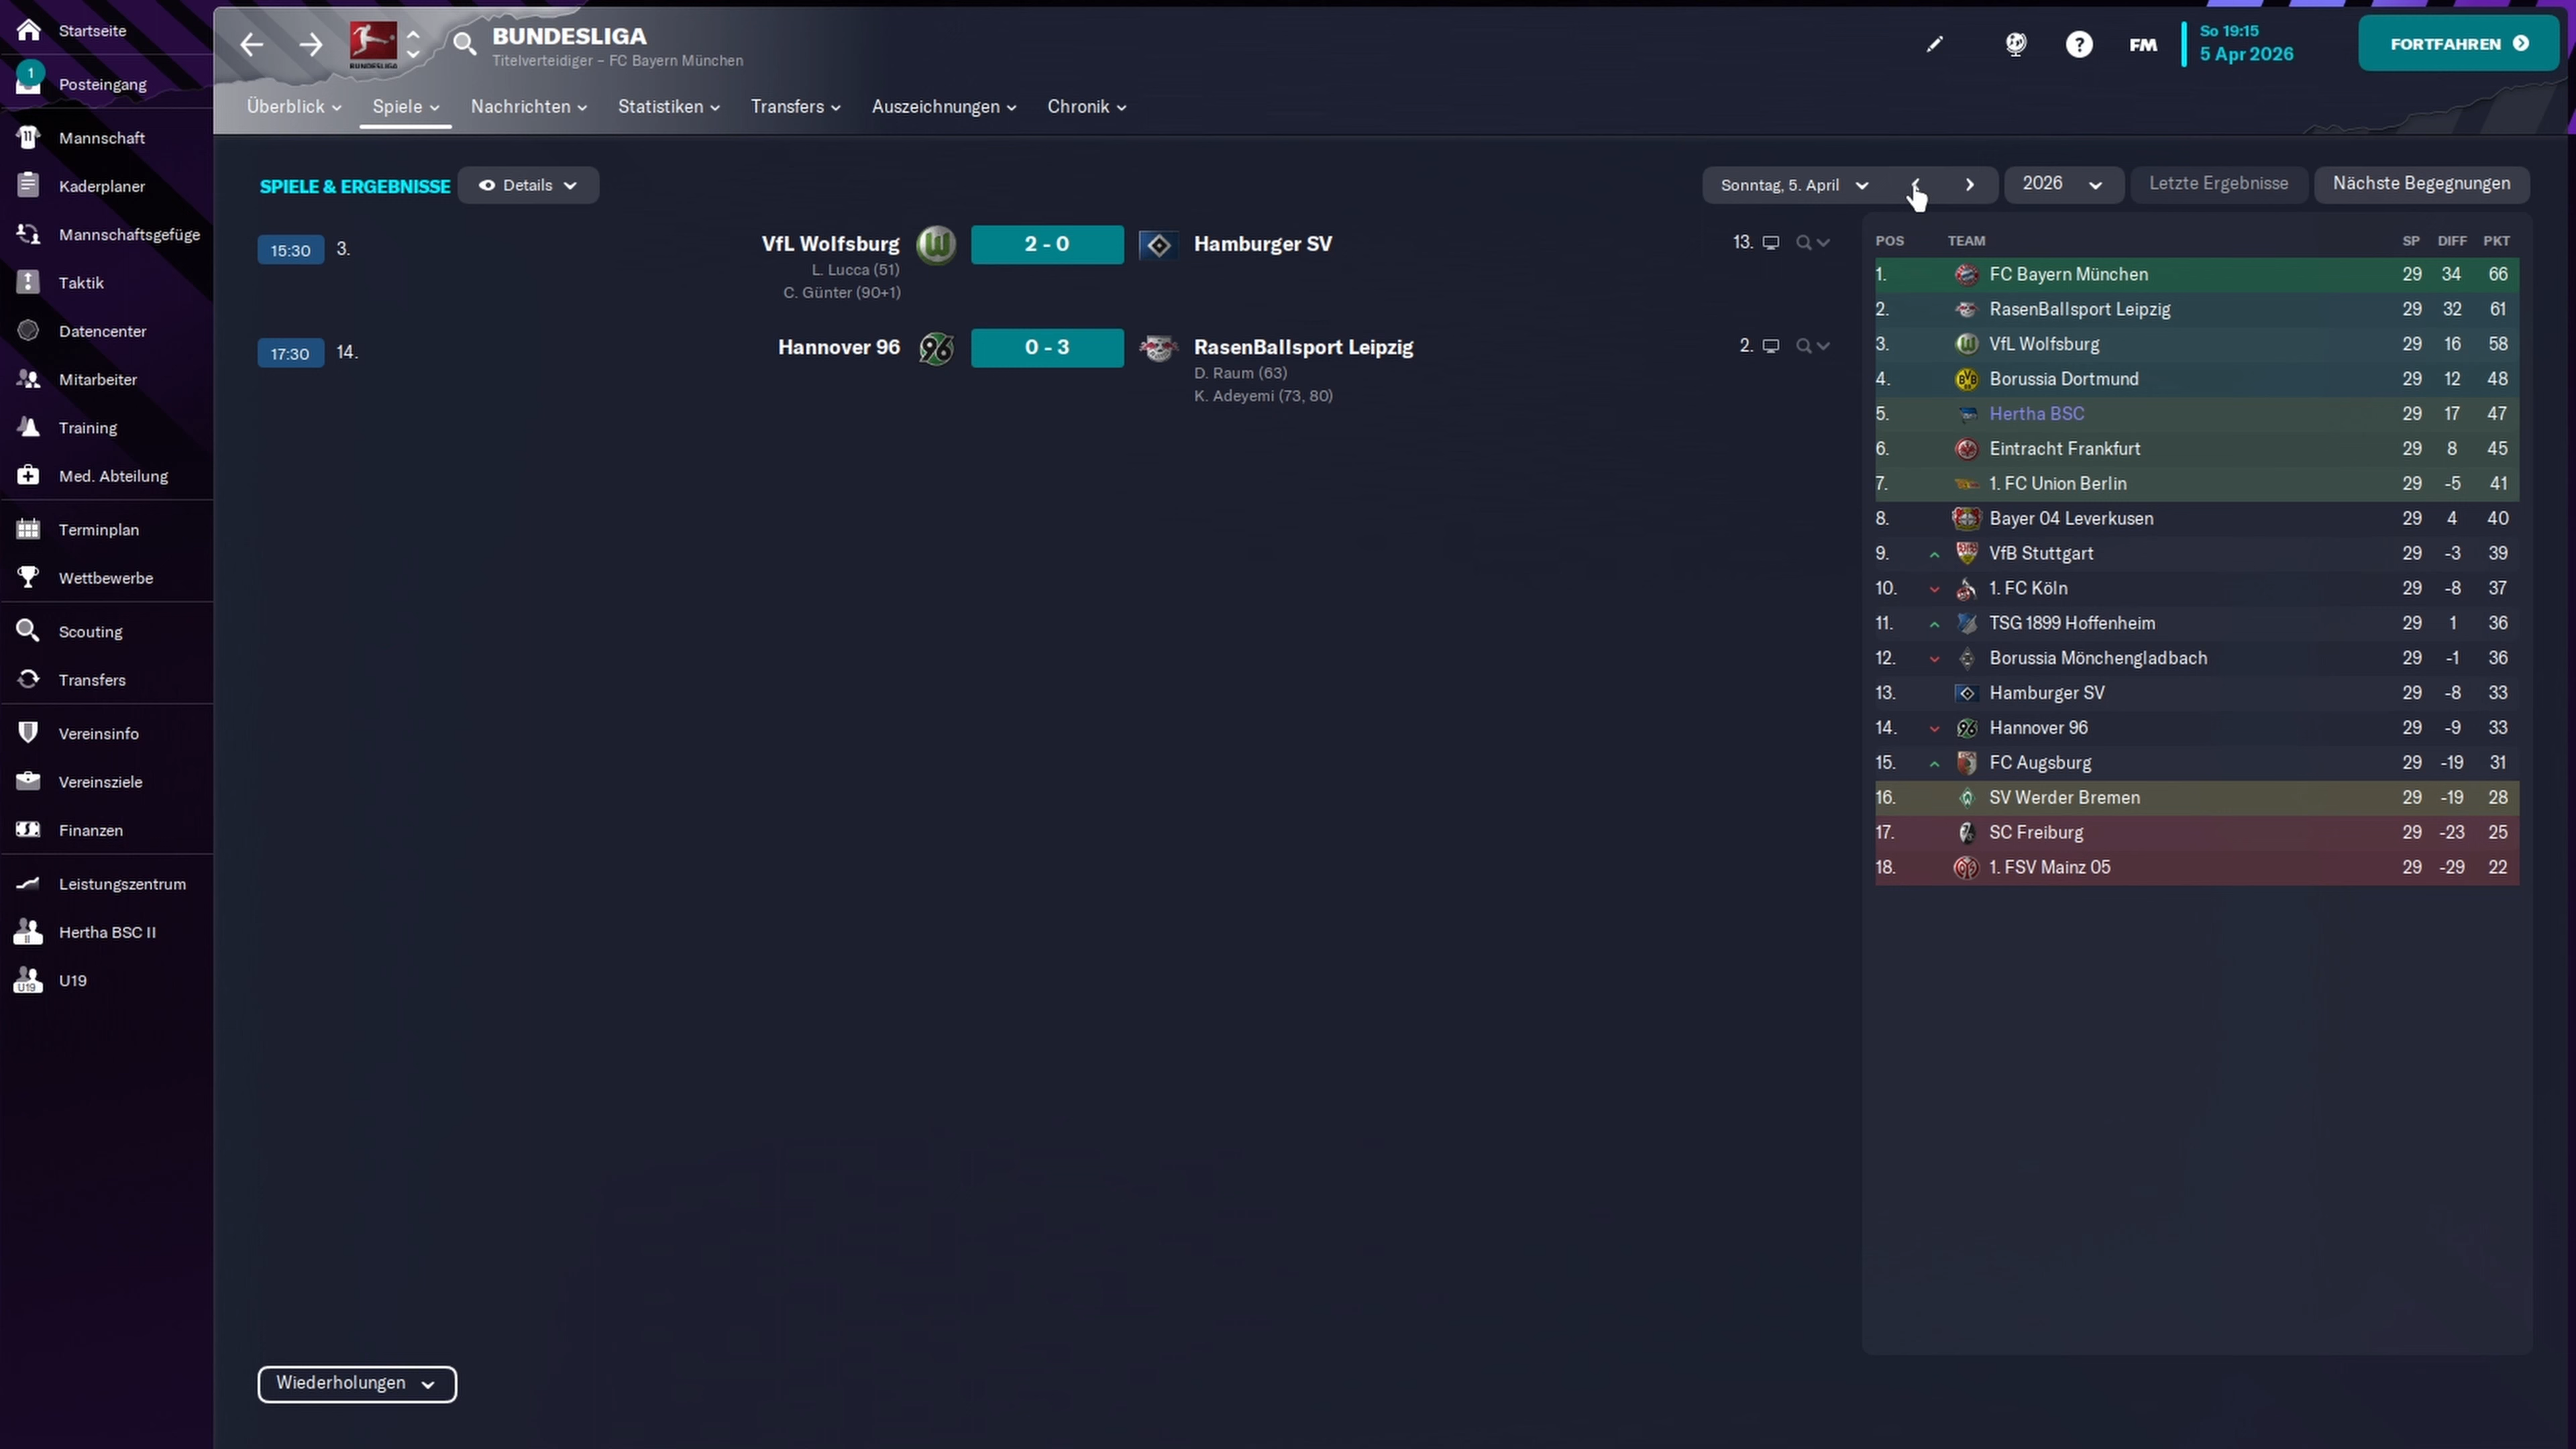 Startseite
1
Posteingang
Mannschaft
Kaderplaner
Mannschaftsgefüge
Taktik
Datencenter
Mitarbeiter
Training
Med. Abteilung
Terminplan
Wettbewerbe
Scouting
Transfers
Vereinsinfo
Vereinsziele
Finanzen
Leistungszentrum
Hertha BSC II
U19 U19
BUNDESLIGA
BUNDESLIGA
Titelverteidiger – FC Bayern München
FM
So 19:15
5 Apr 2026
FORTFAHREN
Überblick Spiele Nachrichten Statistiken Transfers Auszeichnungen Chronik
SPIELE & ERGEBNISSE Details
Sonntag, 5. April 2026 Letzte Ergebnisse Nächste Begegnungen
15:30 3. VfL Wolfsburg 2 - 0 Hamburger SV 13.
L. Lucca (51)
C. Günter (90+1)
17:30 14. Hannover 96 0 - 3 RasenBallsport Leipzig 2.
D. Raum (63)
K. Adeyemi (73, 80)
POS TEAM SP DIFF PKT
1. FC Bayern München 29 34 66
2. RasenBallsport Leipzig 29 32 61
3. VfL Wolfsburg 29 16 58
4. Borussia Dortmund 29 12 48
5. Hertha BSC 29 17 47
6. Eintracht Frankfurt 29 8 45
7. 1. FC Union Berlin 29 -5 41
8. Bayer 04 Leverkusen 29 4 40
9. VfB Stuttgart 29 -3 39
10. 1. FC Köln 29 -8 37
11. TSG 1899 Hoffenheim 29 1 36
12. Borussia Mönchengladbach 29 -1 36
13. Hamburger SV 29 -8 33
14. Hannover 96 29 -9 33
15. FC Augsburg 29 -19 31
16. SV Werder Bremen 29 -19 28
17. SC Freiburg 29 -23 25
18. 1. FSV Mainz 05 29 -29 22
Wiederholungen